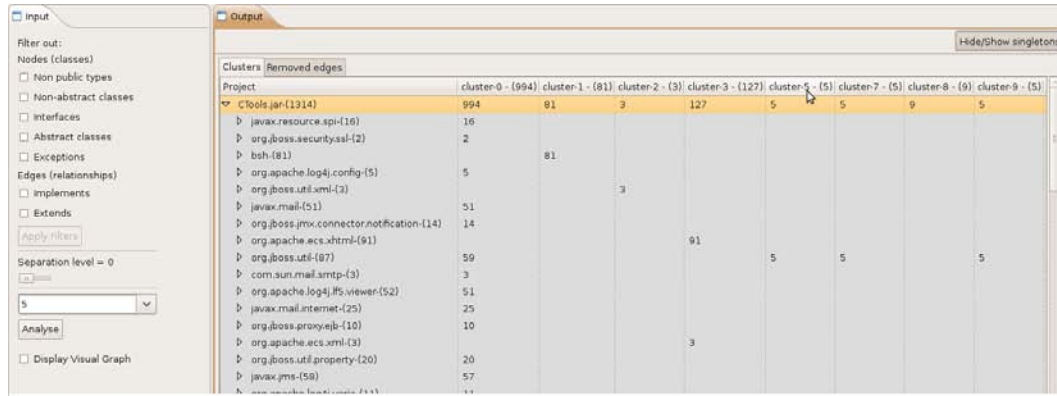 Input
Filter out:
Nodes (classes)
Non public types
Non-abstract classes
Interfaces
Abstract classes
Exceptions
Edges (relationships)
Implements
Extends
Apply filters
Separation level = 0
5
Analyse
Display Visual Graph
Output
Hide/Show singletons
Clusters Removed edges
Project cluster-0 - (994) cluster-1 - (81) cluster-2 - (3) cluster-3 - (127) cluster-5 - (5) cluster-7 - (5) cluster-8 - (9) cluster-9 - (5)
CTools.jar-(1314) 994 81 3 127 5 5 9 5
javax.resource.spi-(16) 16
org.jboss.security.ssl-(2) 2
bsh-(81) 81
org.apache.log4j.config-(5) 5
org.jboss.util.xml-(3) 3
javax.mail-(51) 51
org.jboss.jmx.connector.notification-(14) 14
org.apache.ecs.xhtml-(91) 91
org.jboss.util-(87) 59 5 5 5
com.sun.mail.smtp-(3) 3
org.apache.log4j.lf5.viewer-(52) 51
javax.mail.internet-(25) 25
org.jboss.proxy.ejb-(10) 10
org.apache.ecs.xml-(3) 3
org.jboss.util.property-(20) 20
javax.jms-(58) 57